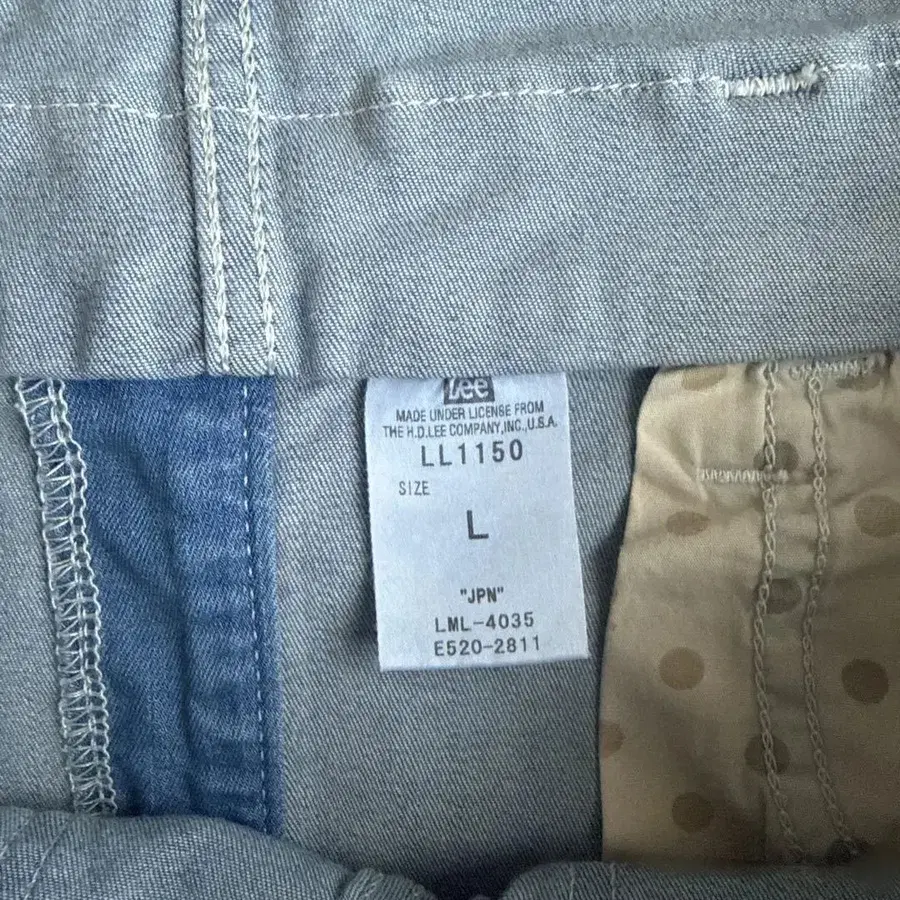 Lee
MADE UNDER LICENSE FROM
THE H.D.LEE COMPANY,INC.,U.S.A.
LL1150
SIZE
L
"JPN"
LML-4035
E520-2811